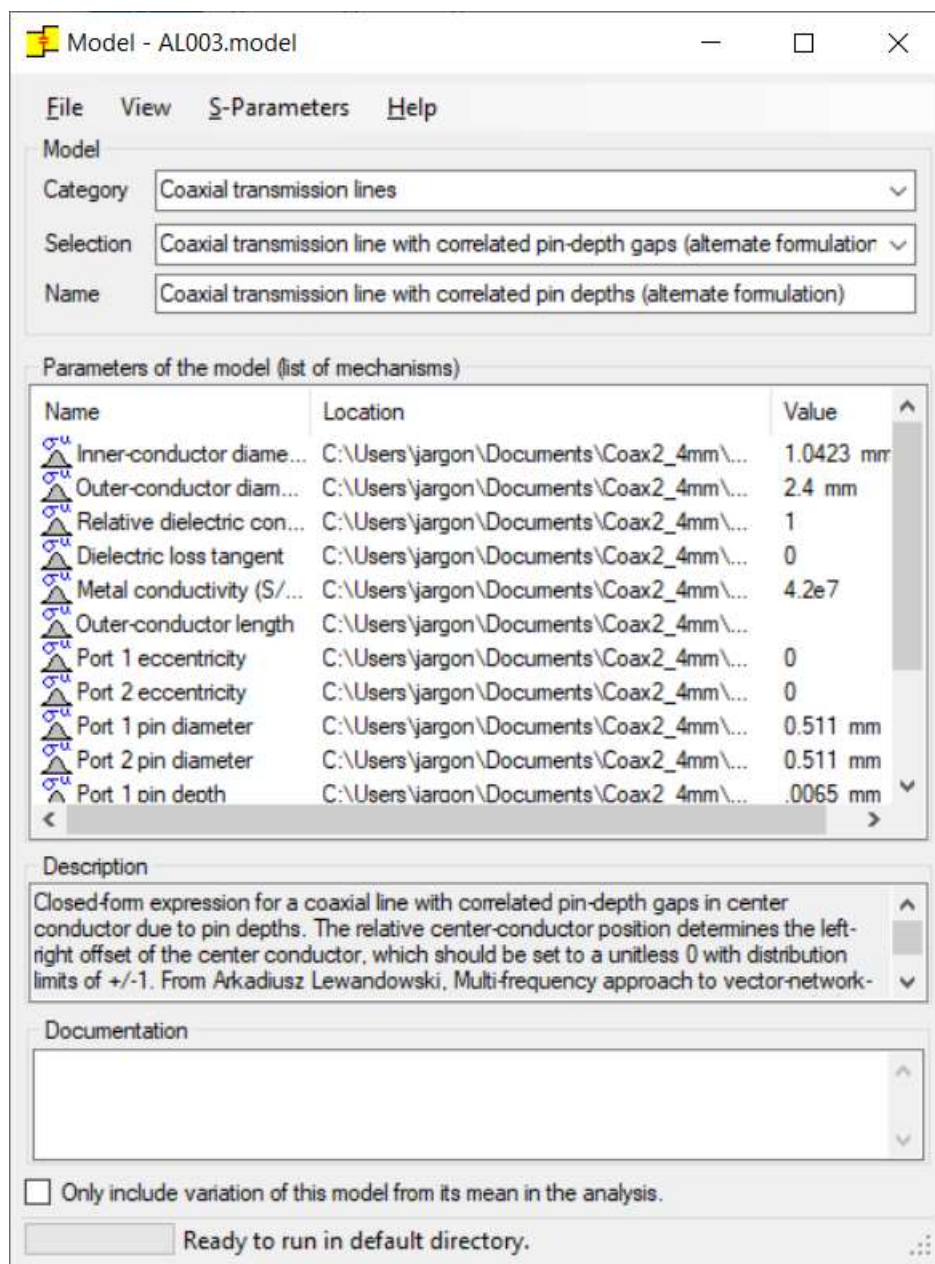 Model - AL003.model
File View S-Parameters Help
Model
Category Coaxial transmission lines
Selection Coaxial transmission line with correlated pin-depth gaps (alternate formulation
Name Coaxial transmission line with correlated pin depths (alternate formulation)
Parameters of the model (list of mechanisms)
Name Location Value
σ,u Inner-conductor diame... C:\Users\jargon\Documents\Coax2_4mm\... 1.0423 mm
σ,u Outer-conductor diam... C:\Users\jargon\Documents\Coax2_4mm\... 2.4 mm
σ,u Relative dielectric con... C:\Users\jargon\Documents\Coax2_4mm\... 1
σ,u Dielectric loss tangent C:\Users\jargon\Documents\Coax2_4mm\... 0
σ,u Metal conductivity (S/... C:\Users\jargon\Documents\Coax2_4mm\... 4.2e7
σ,u Outer-conductor length C:\Users\jargon\Documents\Coax2_4mm\...
σ,u Port 1 eccentricity C:\Users\jargon\Documents\Coax2_4mm\... 0
σ,u Port 2 eccentricity C:\Users\jargon\Documents\Coax2_4mm\... 0
σ,u Port 1 pin diameter C:\Users\jargon\Documents\Coax2_4mm\... 0.511 mm
σ,u Port 2 pin diameter C:\Users\jargon\Documents\Coax2_4mm\... 0.511 mm
σ,u Port 1 pin depth C:\Users\jargon\Documents\Coax2_4mm\... .0065 mm
Description
Closed-form expression for a coaxial line with correlated pin-depth gaps in center
conductor due to pin depths. The relative center-conductor position determines the left-
right offset of the center conductor, which should be set to a unitless 0 with distribution
limits of +/-1. From Arkadiusz Lewandowski, Multi-frequency approach to vector-network-
Documentation
Only include variation of this model from its mean in the analysis.
Ready to run in default directory.